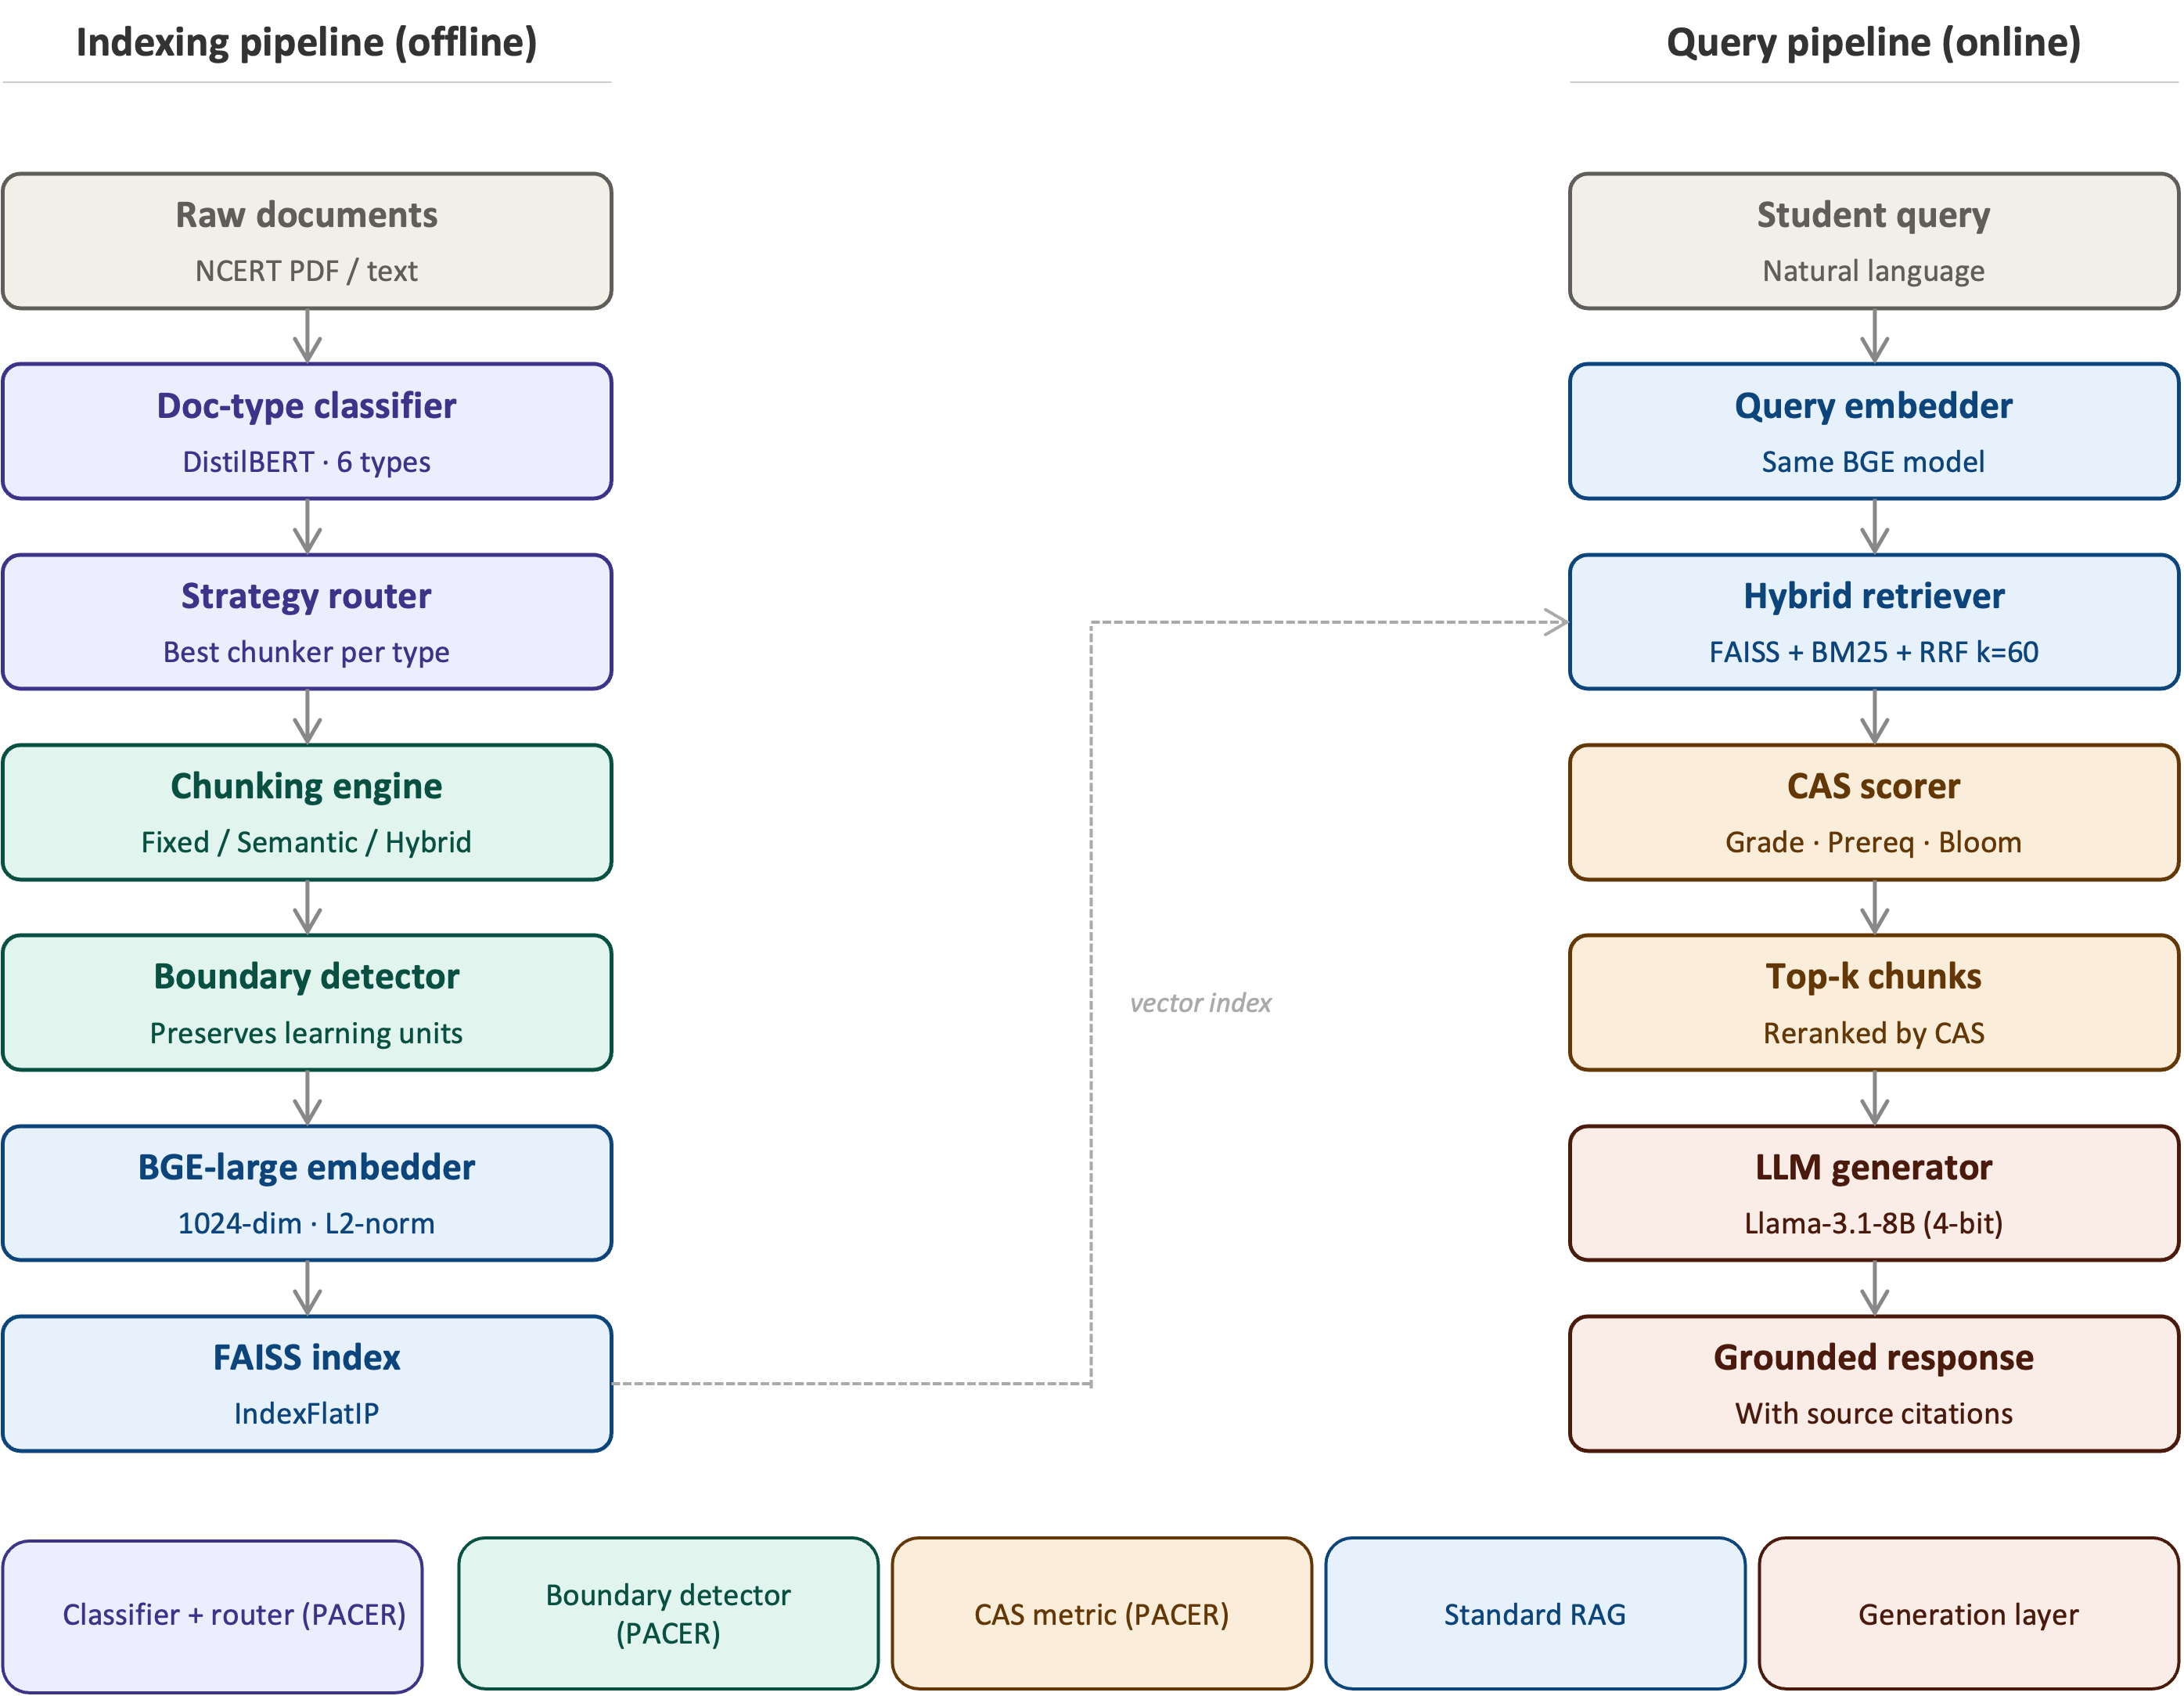 Indexing pipeline (offline)
Raw documents
NCERT PDF / text
Doc-type classifier
DistilBERT · 6 types
Strategy router
Best chunker per type
Chunking engine
Fixed / Semantic / Hybrid
Boundary detector
Preserves learning units
BGE-large embedder
1024-dim · L2-norm
FAISS index
IndexFlatIP
vector index
Query pipeline (online)
Student query
Natural language
Query embedder
Same BGE model
Hybrid retriever
FAISS + BM25 + RRF k=60
CAS scorer
Grade · Prereq · Bloom
Top-k chunks
Reranked by CAS
LLM generator
Llama-3.1-8B (4-bit)
Grounded response
With source citations
Classifier + router (PACER)
Boundary detector
(PACER)
CAS metric (PACER)
Standard RAG
Generation layer